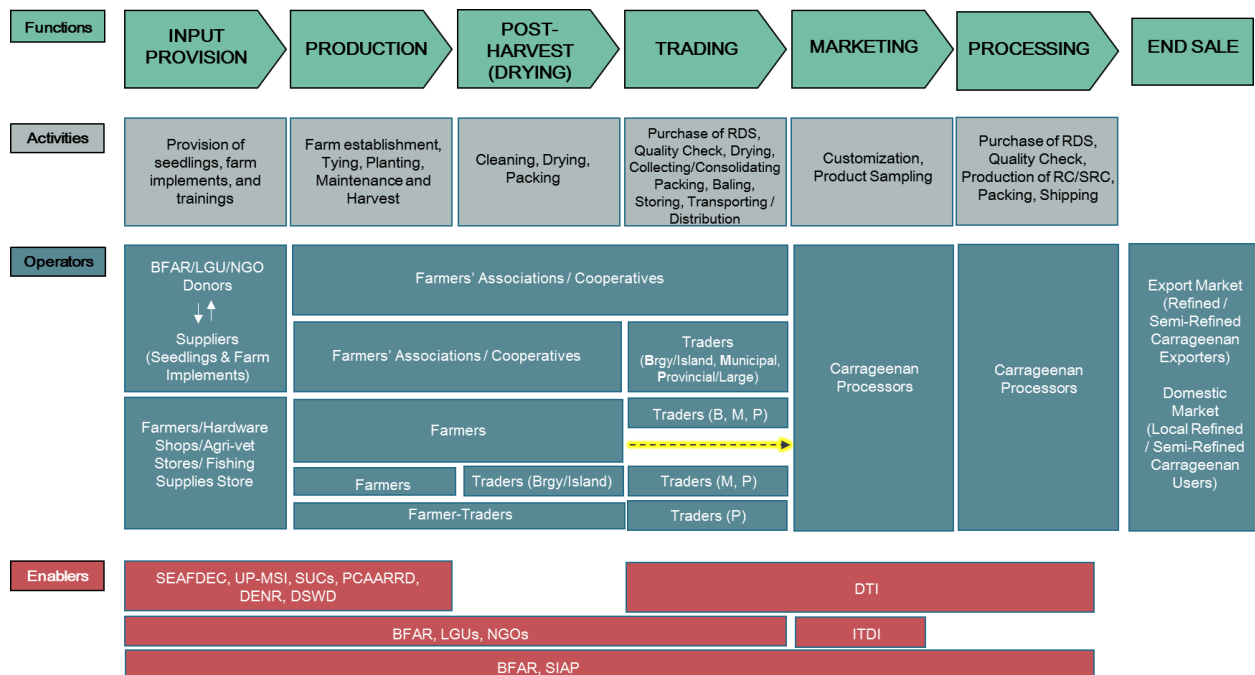 Functions
INPUT
PROVISION
PRODUCTION
POST-
HARVEST
(DRYING)
TRADING
MARKETING
PROCESSING
END SALE
Activities
Provision of
seedlings, farm
implements, and
trainings
Farm establishment,
Tying, Planting,
Maintenance and
Harvest
Cleaning, Drying,
Packing
Purchase of RDS,
Quality Check, Drying,
Collecting/Consolidating
Packing, Baling,
Storing, Transporting /
Distribution
Customization,
Product Sampling
Purchase of RDS,
Quality Check,
Production of RC/SRC,
Packing, Shipping
Operators
BFAR/LGU/NGO
Donors
Suppliers
(Seedlings & Farm
Implements)
Farmers/Hardware
Shops/Agri-vet
Stores/ Fishing
Supplies Store
Farmers' Associations / Cooperatives
Farmers' Associations / Cooperatives
Traders
(Brgy/Island, Municipal,
Provincial/Large)
Farmers
Traders (B, M, P)
Farmers
Traders (Brgy/Island)
Traders (M, P)
Farmer-Traders
Traders (P)
Carrageenan
Processors
Carrageenan
Processors
Export Market
(Refined /
Semi-Refined
Carrageenan
Exporters)
Domestic
Market
(Local Refined
/ Semi-Refined
Carrageenan
Users)
Enablers
SEAFDEC, UP-MSI, SUCs, PCAARRD,
DENR, DSWD
DTI
BFAR, LGUs, NGOs
ITDI
BFAR, SIAP